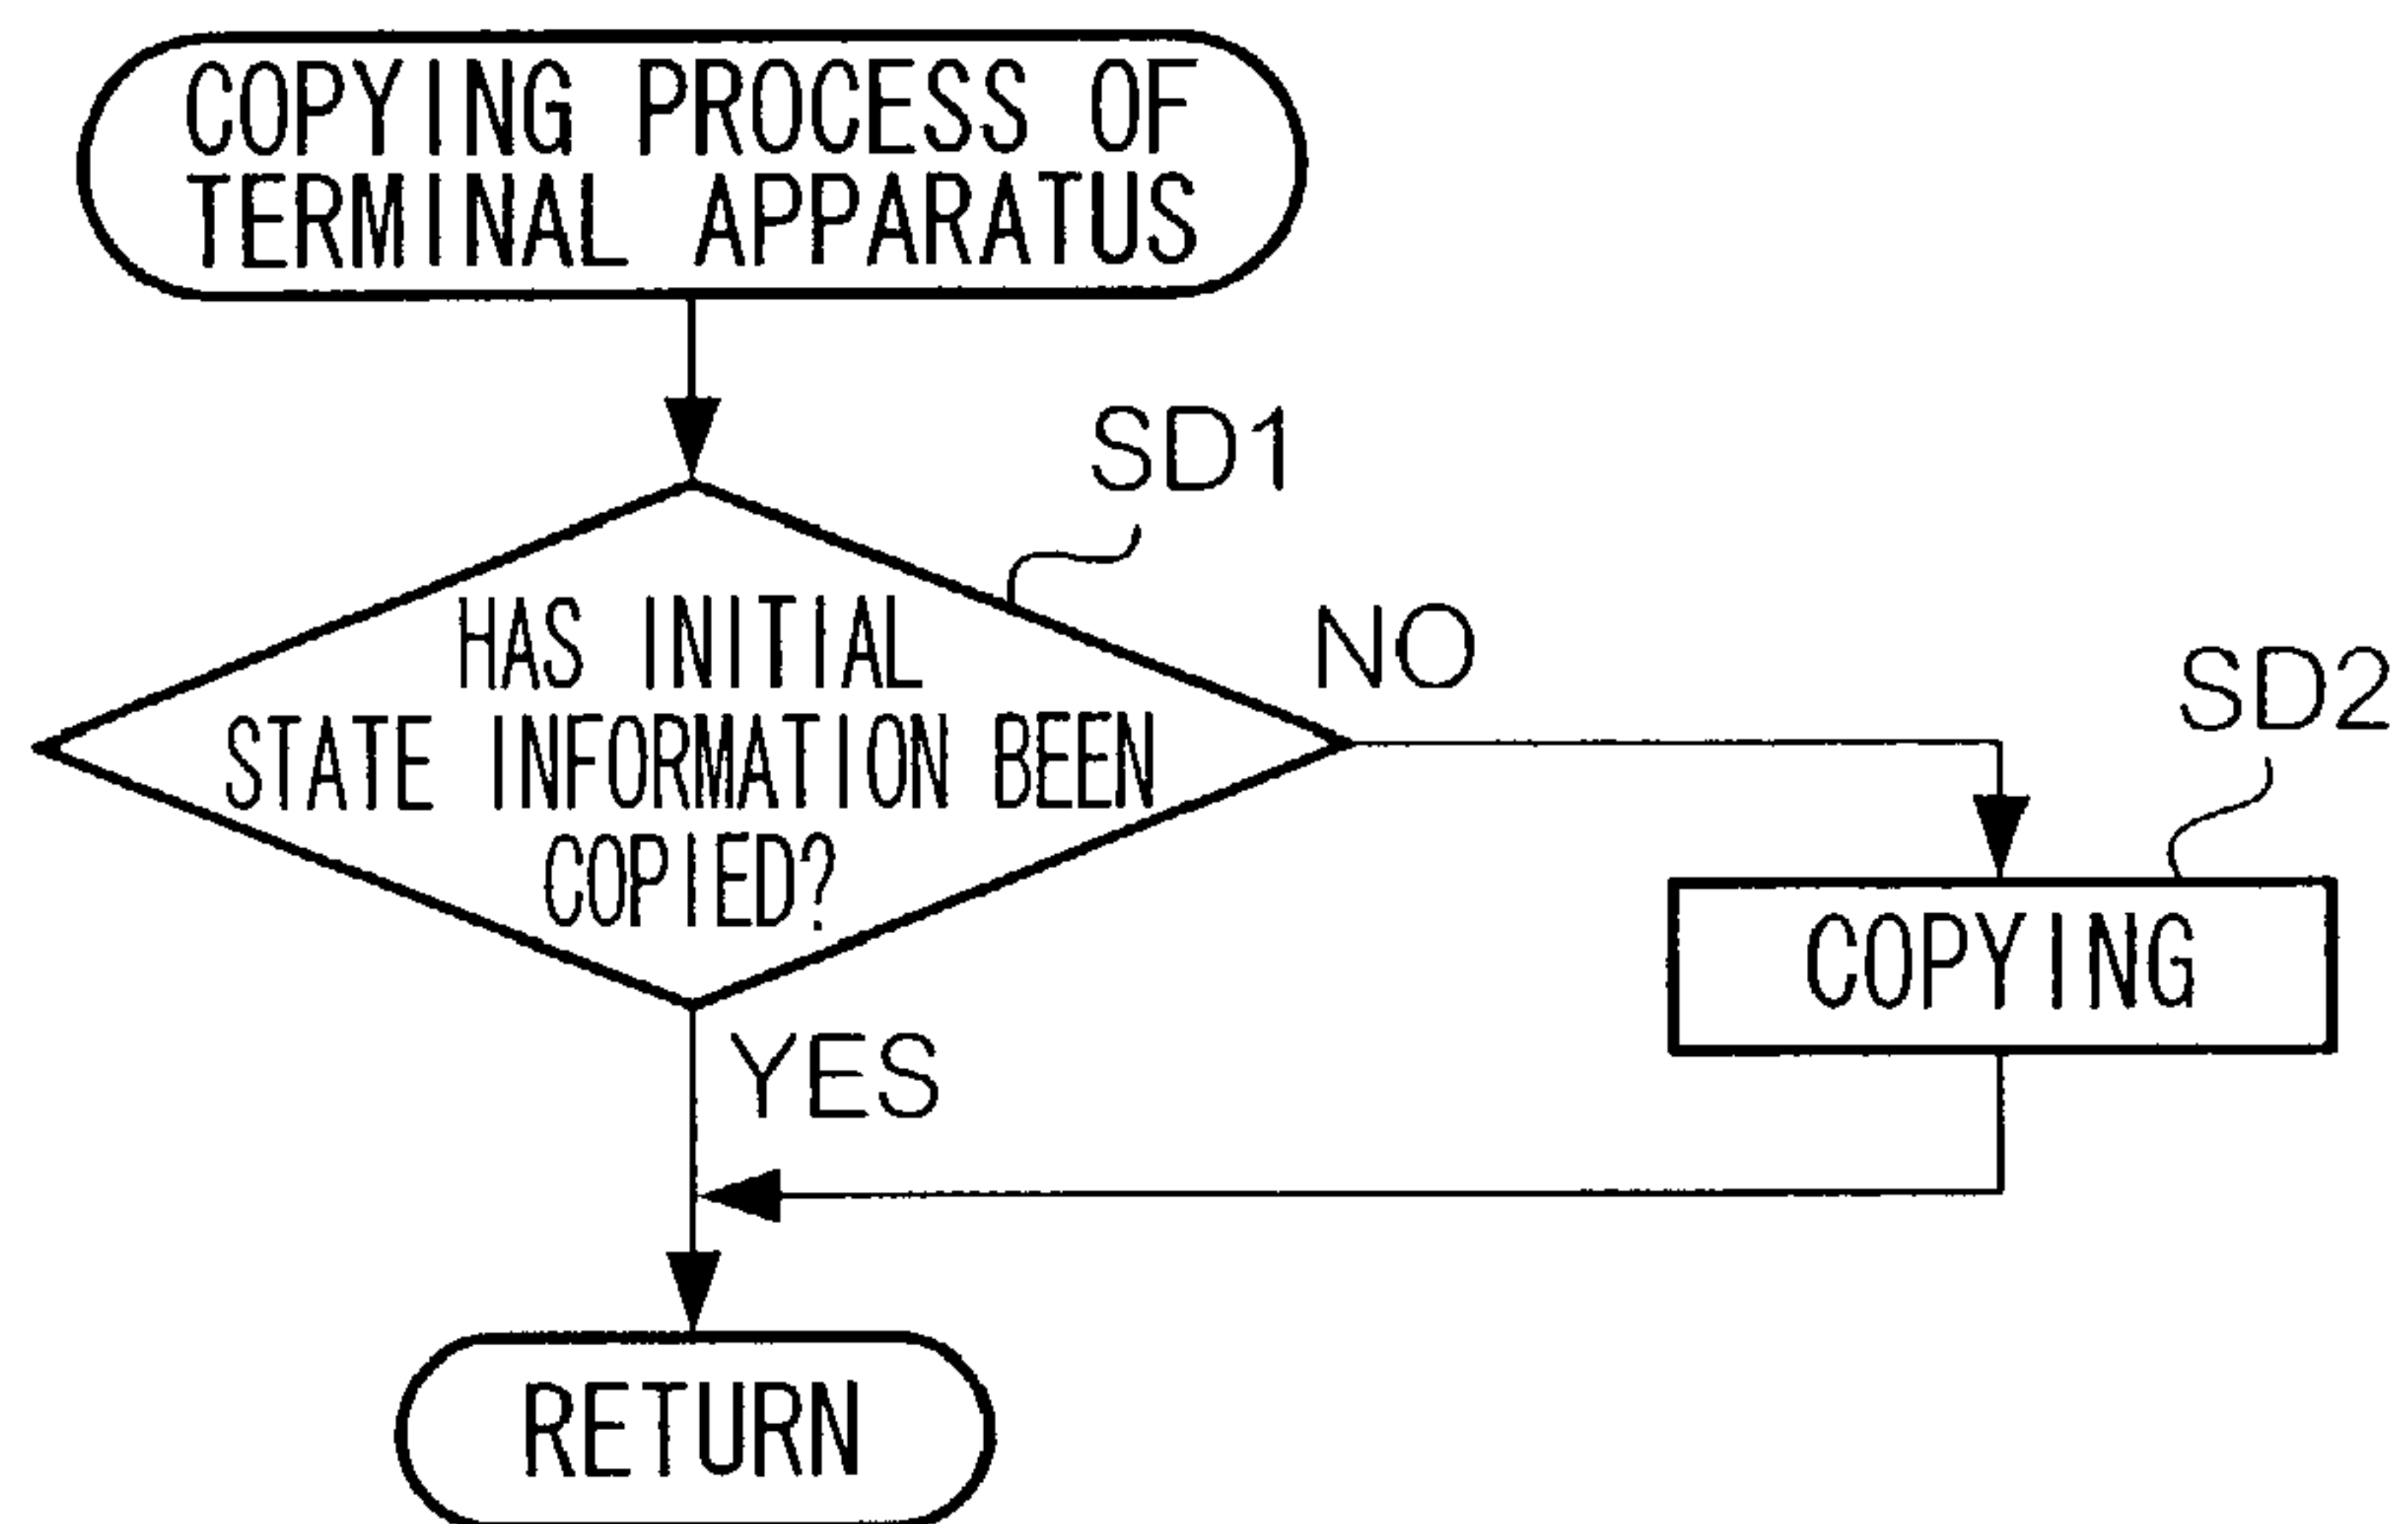 COPYING PROCESS OF
TERMINAL APPARATUS
SD1
HAS INITIAL
STATE INFORMATION BEEN
COPIED?
NO
SD2
COPYING
YES
RETURN